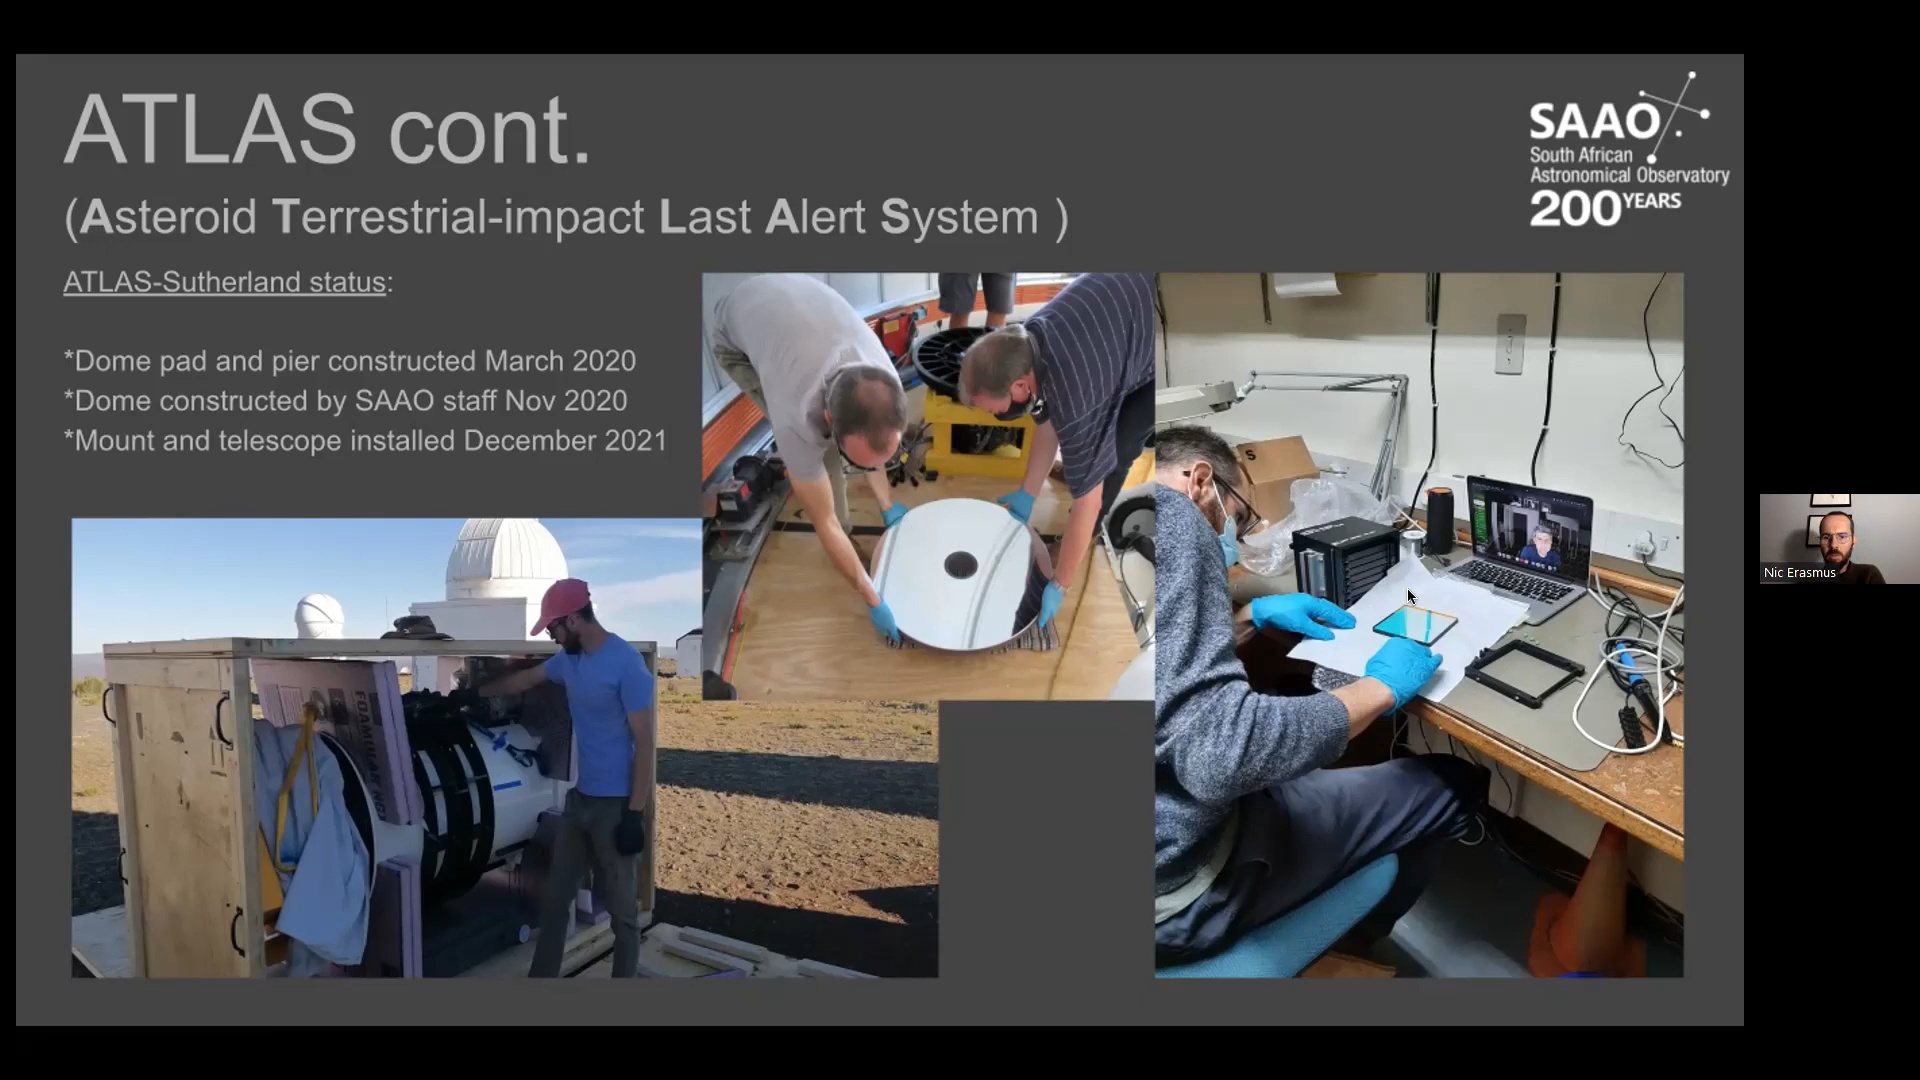 ATLAS cont.
(Asteroid Terrestrial-impact Last Alert System )
SAAO
South African
Astronomical Observatory
200 YEARS
ATLAS-Sutherland status:
*Dome pad and pier constructed March 2020
*Dome constructed by SAAO staff Nov 2020
*Mount and telescope installed December 2021
FOAMULAR
S
Nic Erasmus